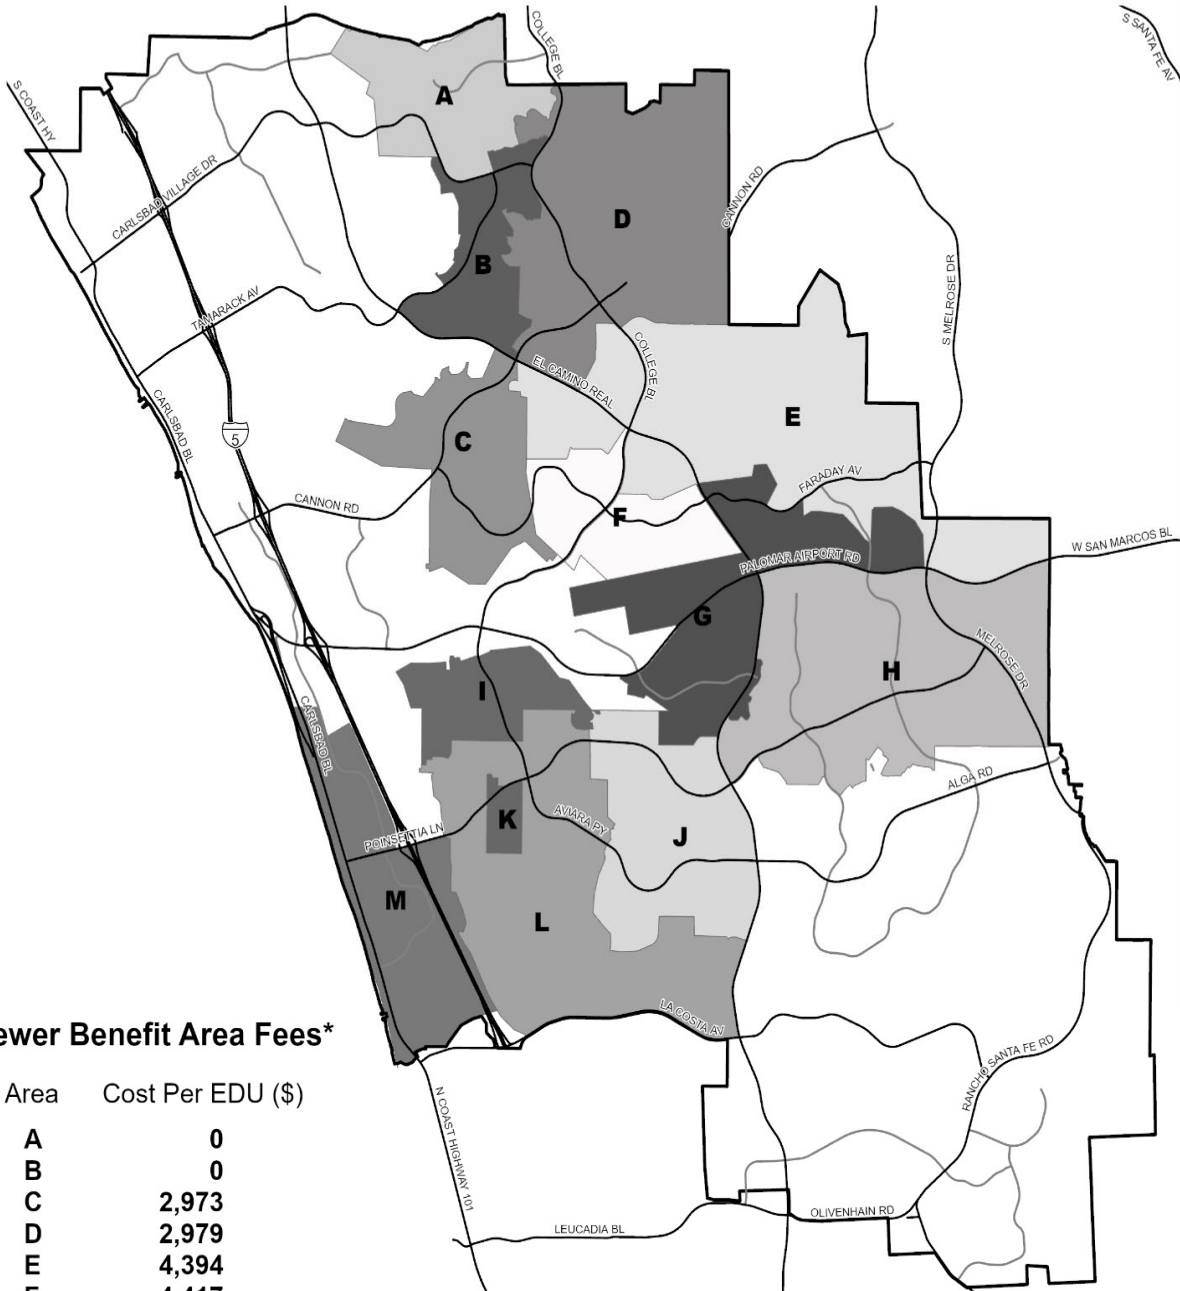 S SANTA FE AV
COLLEGE BL
S COAST HY
A
CARLSBAD VILLAGE DR
CANNON RD
D
B
S MELROSE DR
TAMARACK AV
COLLEGE BL
EL CAMINO REAL
CARLSBAD BL
E
5
C
FARADAY AV
CANNON RD
F
W SAN MARCOS BL
PALOMAR AIRPORT RD
G
MELROSE DR
H
I
CARLSBAD BL
ALGA RD
K
AVIARA PY
POINSETTIA LN
J
M
L
LA COSTA AV
ewer Benefit Area Fees*
RANCHO SANTA FE RD
Area Cost Per EDU ($)
N COAST HIGHWAY 101
A 0
B 0
C 2,973
D 2,979
OLIVENHAIN RD
LEUCADIA BL
E 4,394